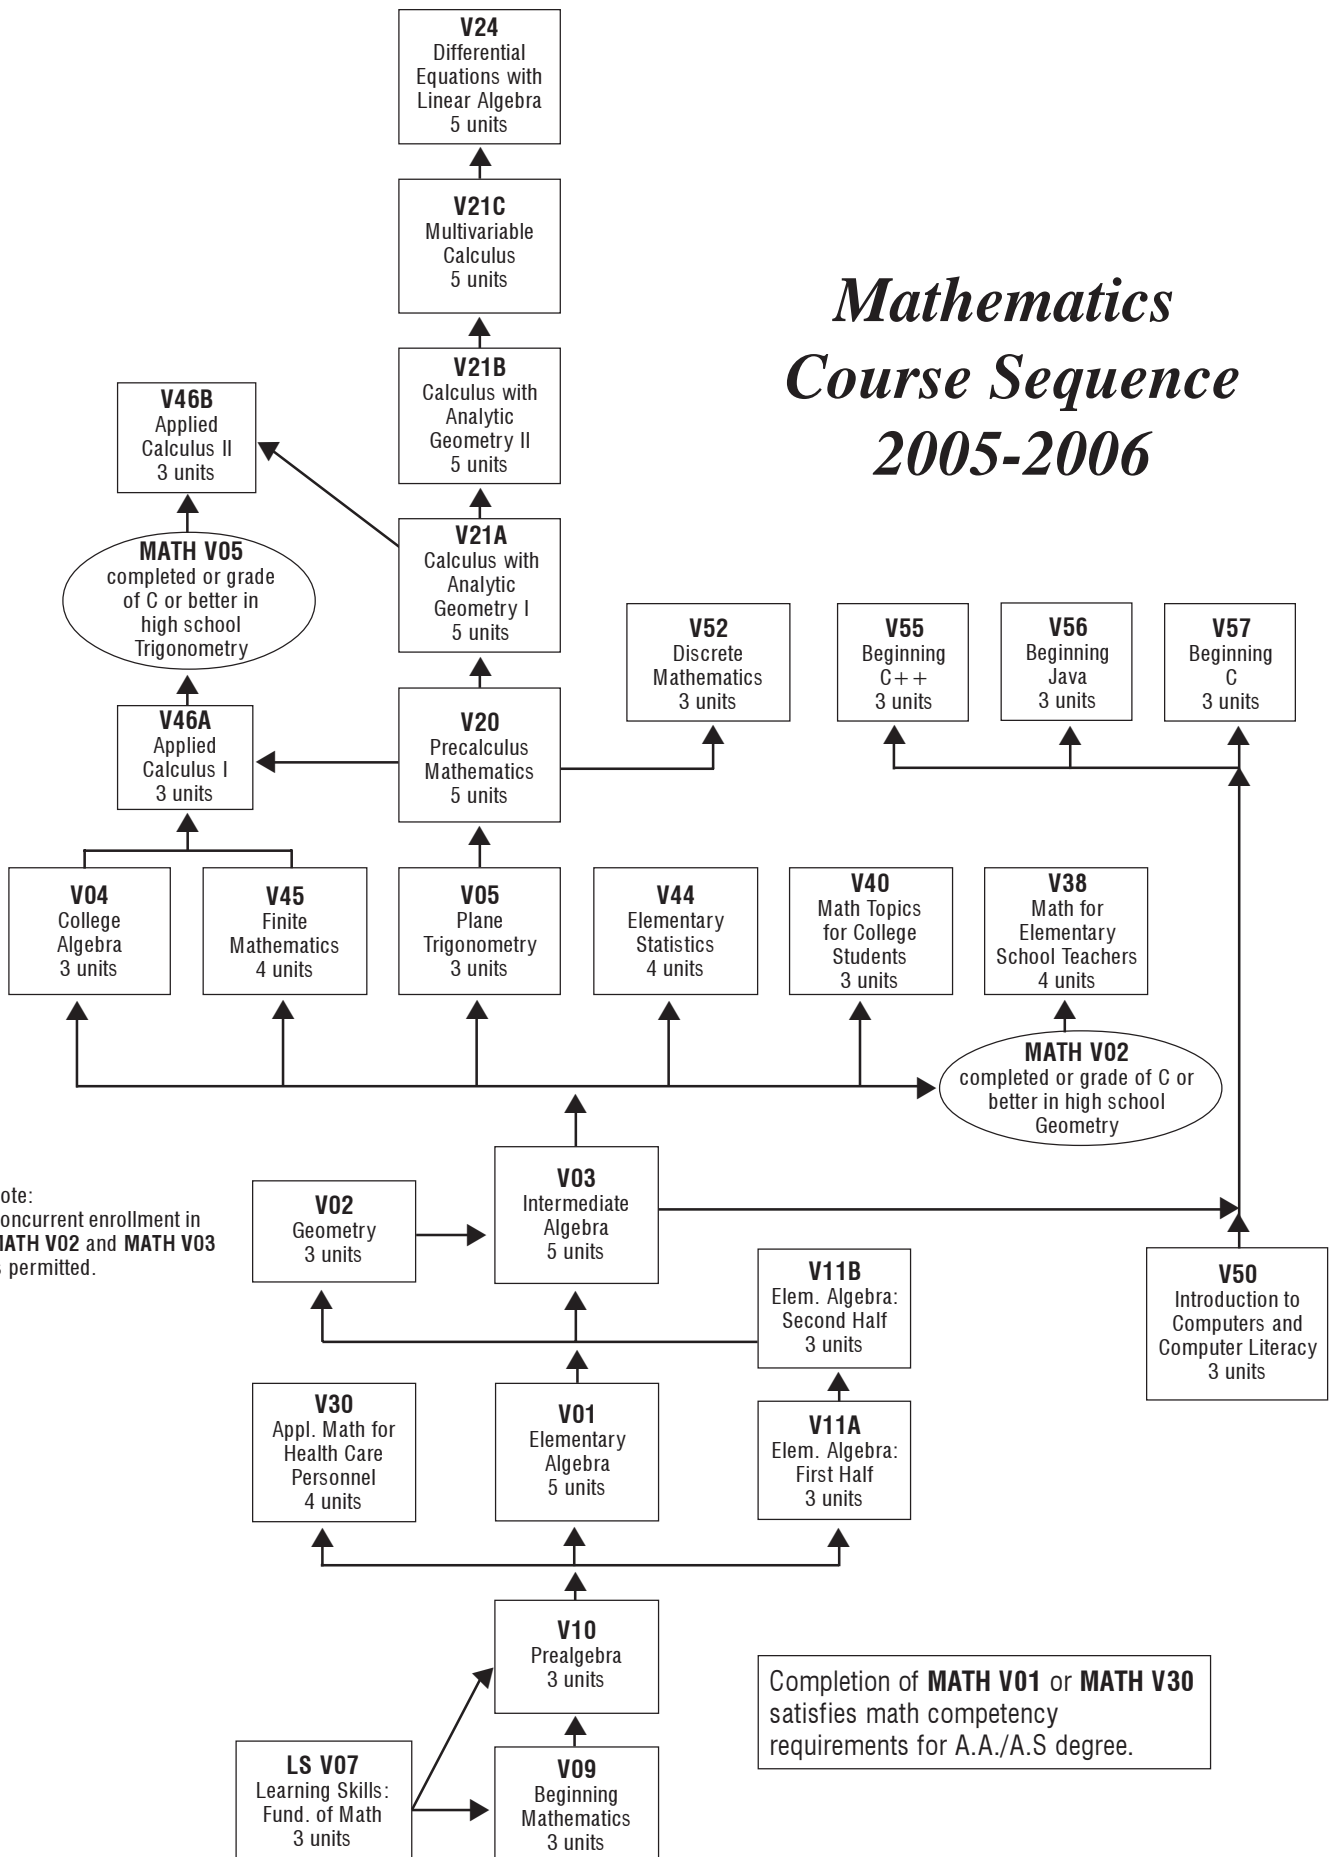 V24
Differential
Equations with
Linear Algebra
5 units
V21C
Multivariable
Calculus
5 units
Mathematics
Course Sequence
2005-2006
V21B
Calculus with
Analytic
Geometry II
5 units
V46B
Applied
Calculus II
3 units
V21A
Calculus with
Analytic
Geometry I
5 units
MATH V05
completed or grade
of C or better in
high school
Trigonometry
V52
Discrete
Mathematics
3 units
V55
Beginning
C++
3 units
V56
Beginning
Java
3 units
V57
Beginning
C
3 units
V46A
Applied
Calculus I
3 units
V20
Precalculus
Mathematics
5 units
V04
College
Algebra
3 units
V45
Finite
Mathematics
4 units
V05
Plane
Trigonometry
3 units
V44
Elementary
Statistics
4 units
V40
Math Topics
for College
Students
3 units
V38
Math for
Elementary
School Teachers
4 units
MATH V02
completed or grade of C or
better in high school
Geometry
ote:
oncurrent enrollment in
MATH V02 and MATH V03
s permitted.
V02
Geometry
3 units
V03
Intermediate
Algebra
5 units
V11B
Elem. Algebra:
Second Half
3 units
V50
Introduction to
Computers and
Computer Literacy
3 units
V30
Appl. Math for
Health Care
Personnel
4 units
V01
Elementary
Algebra
5 units
V11A
Elem. Algebra:
First Half
3 units
V10
Prealgebra
3 units
Completion of MATH V01 or MATH V30
satisfies math competency
requirements for A.A./A.S degree.
LS V07
Learning Skills:
Fund. of Math
3 units
V09
Beginning
Mathematics
3 units